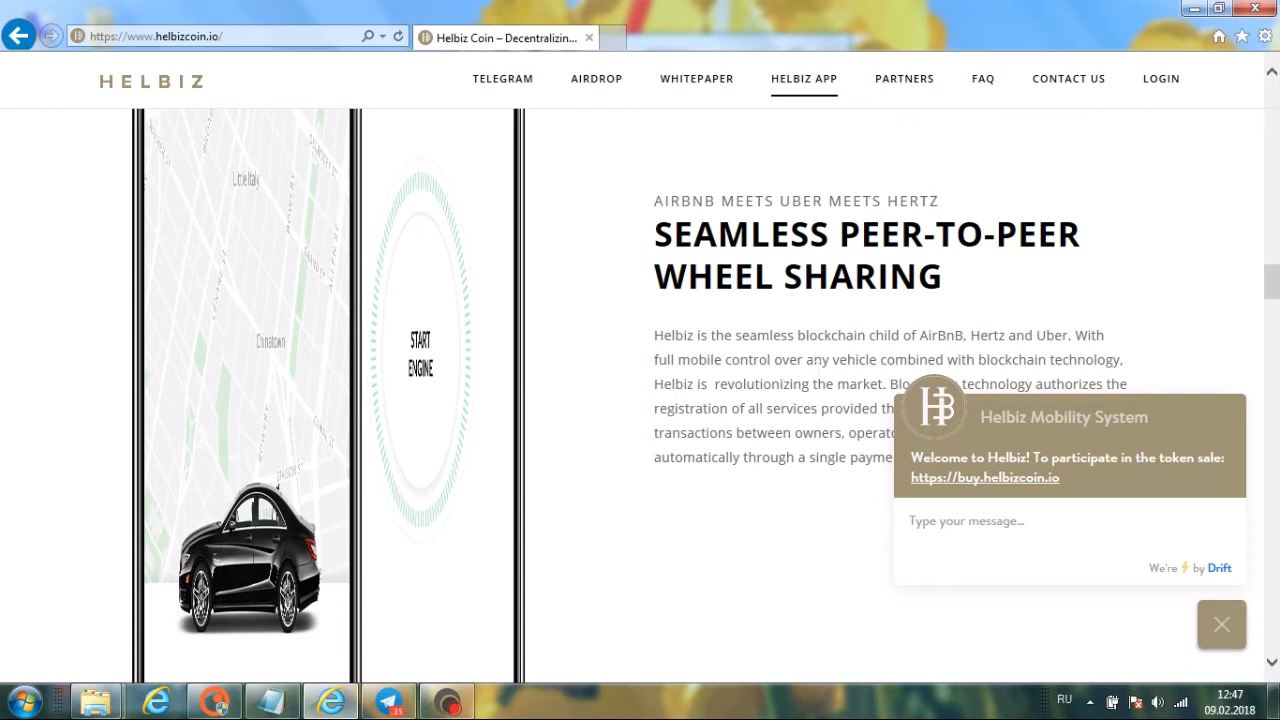 https://www.helbizcoin.io/
Helbiz Coin – Decentralizin...
HELBIZ
TELEGRAM
AIRDROP
WHITEPAPER
HELBIZ APP
PARTNERS
FAQ
CONTACT US
LOGIN
Little Italy
Chinatown
START
ENGINE
AIRBNB MEETS UBER MEETS HERTZ
SEAMLESS PEER-TO-PEER
WHEEL SHARING
Helbiz is the seamless blockchain child of AirBnB, Hertz and Uber. With
full mobile control over any vehicle combined with blockchain technology,
Helbiz is revolutionizing the market. technology authorizes the
registration of all services provided
transactions between owners,
automatically through a single
Helbiz Mobility System
Welcome to Helbiz! To participate in the token sale:
https://buy.helbizcoin.io
Type your message...
We're by Drift
35
RU
12:47
09.02.2018